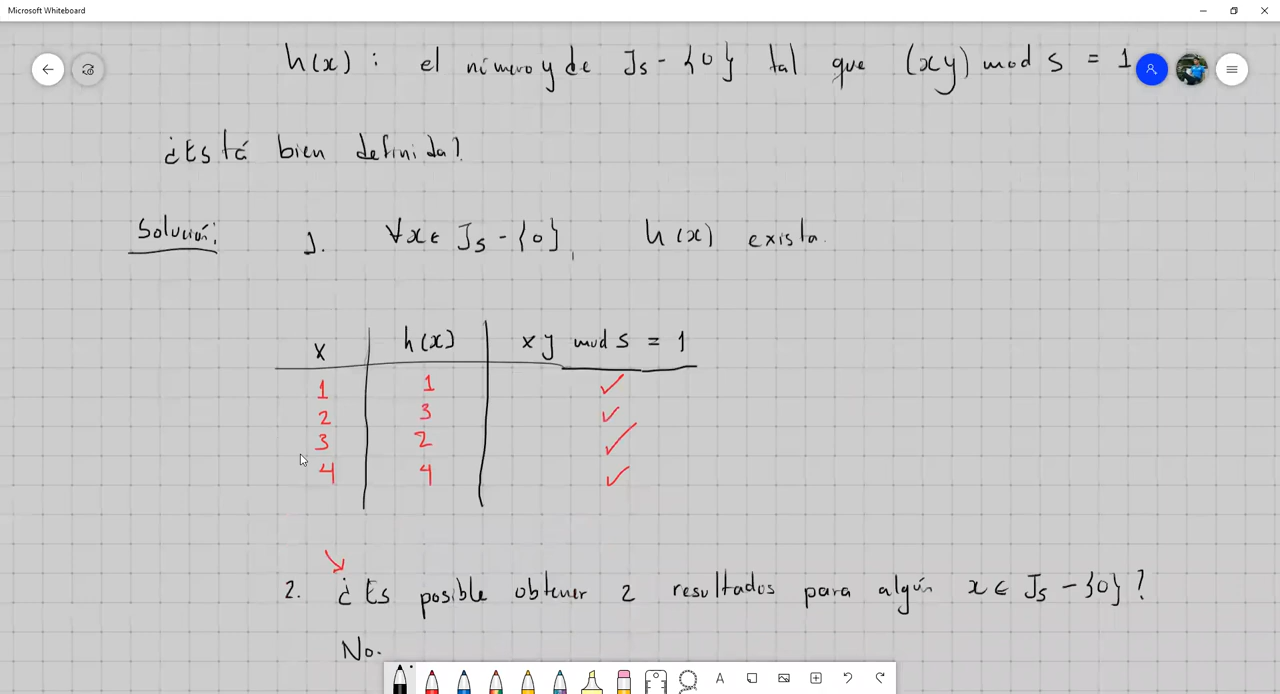 Microsoft Whiteboard
h(x) : el número y de J5 - {0} tal que (xy) mod 5 = 1
¿Está bien definida?
Solución: 1. ∀x∈ J5 - {0}, h(x) exista.
x h(x) xy mod 5 = 1
1 1 ✓
2 3 ✓
3 2 ✓
4 4 ✓
2. ¿Es posible obtener 2 resultados para algún x∈ J5 - {0}?
No.
A